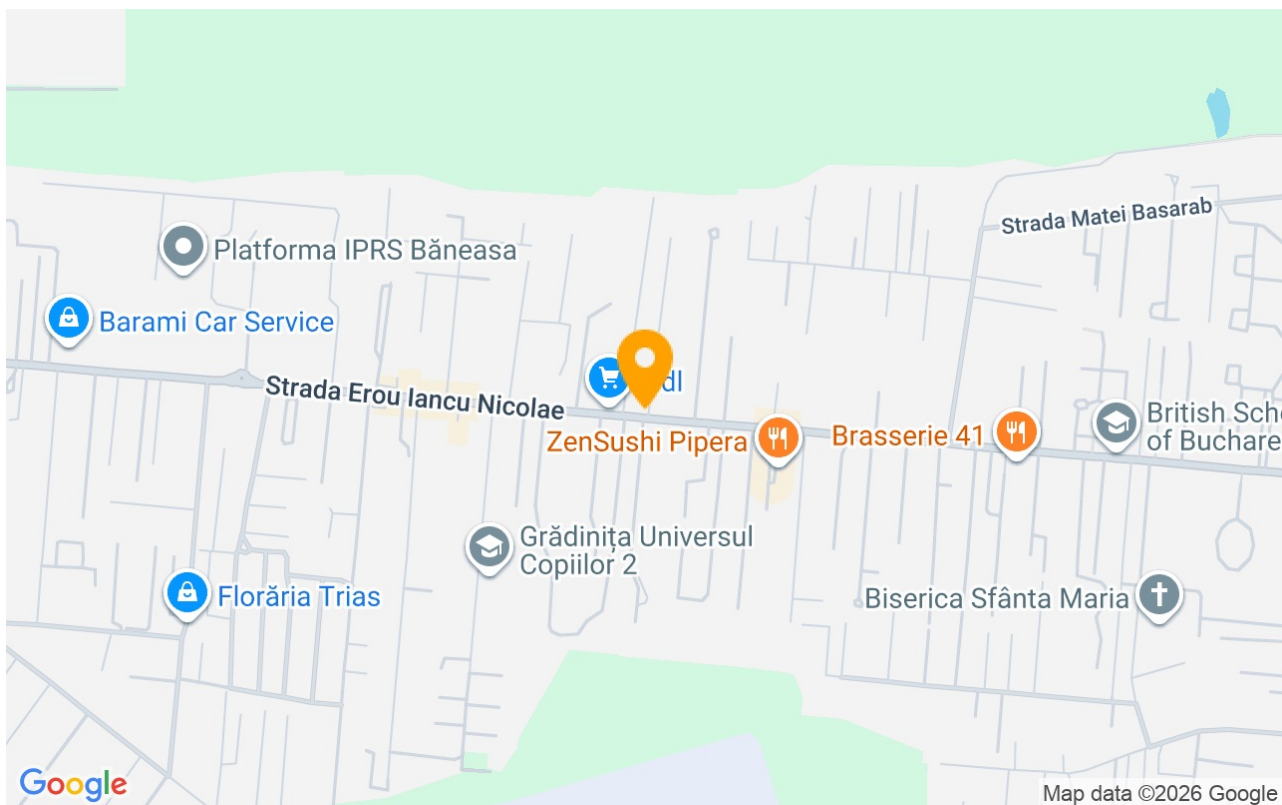 Strada Matei Basarab
Platforma IPRS Băneasa
Barami Car Service
Strada Erou Iancu Nicolae
ZenSushi Pipera
Brasserie 41
British Sch
of Buchare
Grădinița Universul
Copiilor 2
Florăria Trias
Biserica Sfânta Maria
Google
Map data ©2026 Google